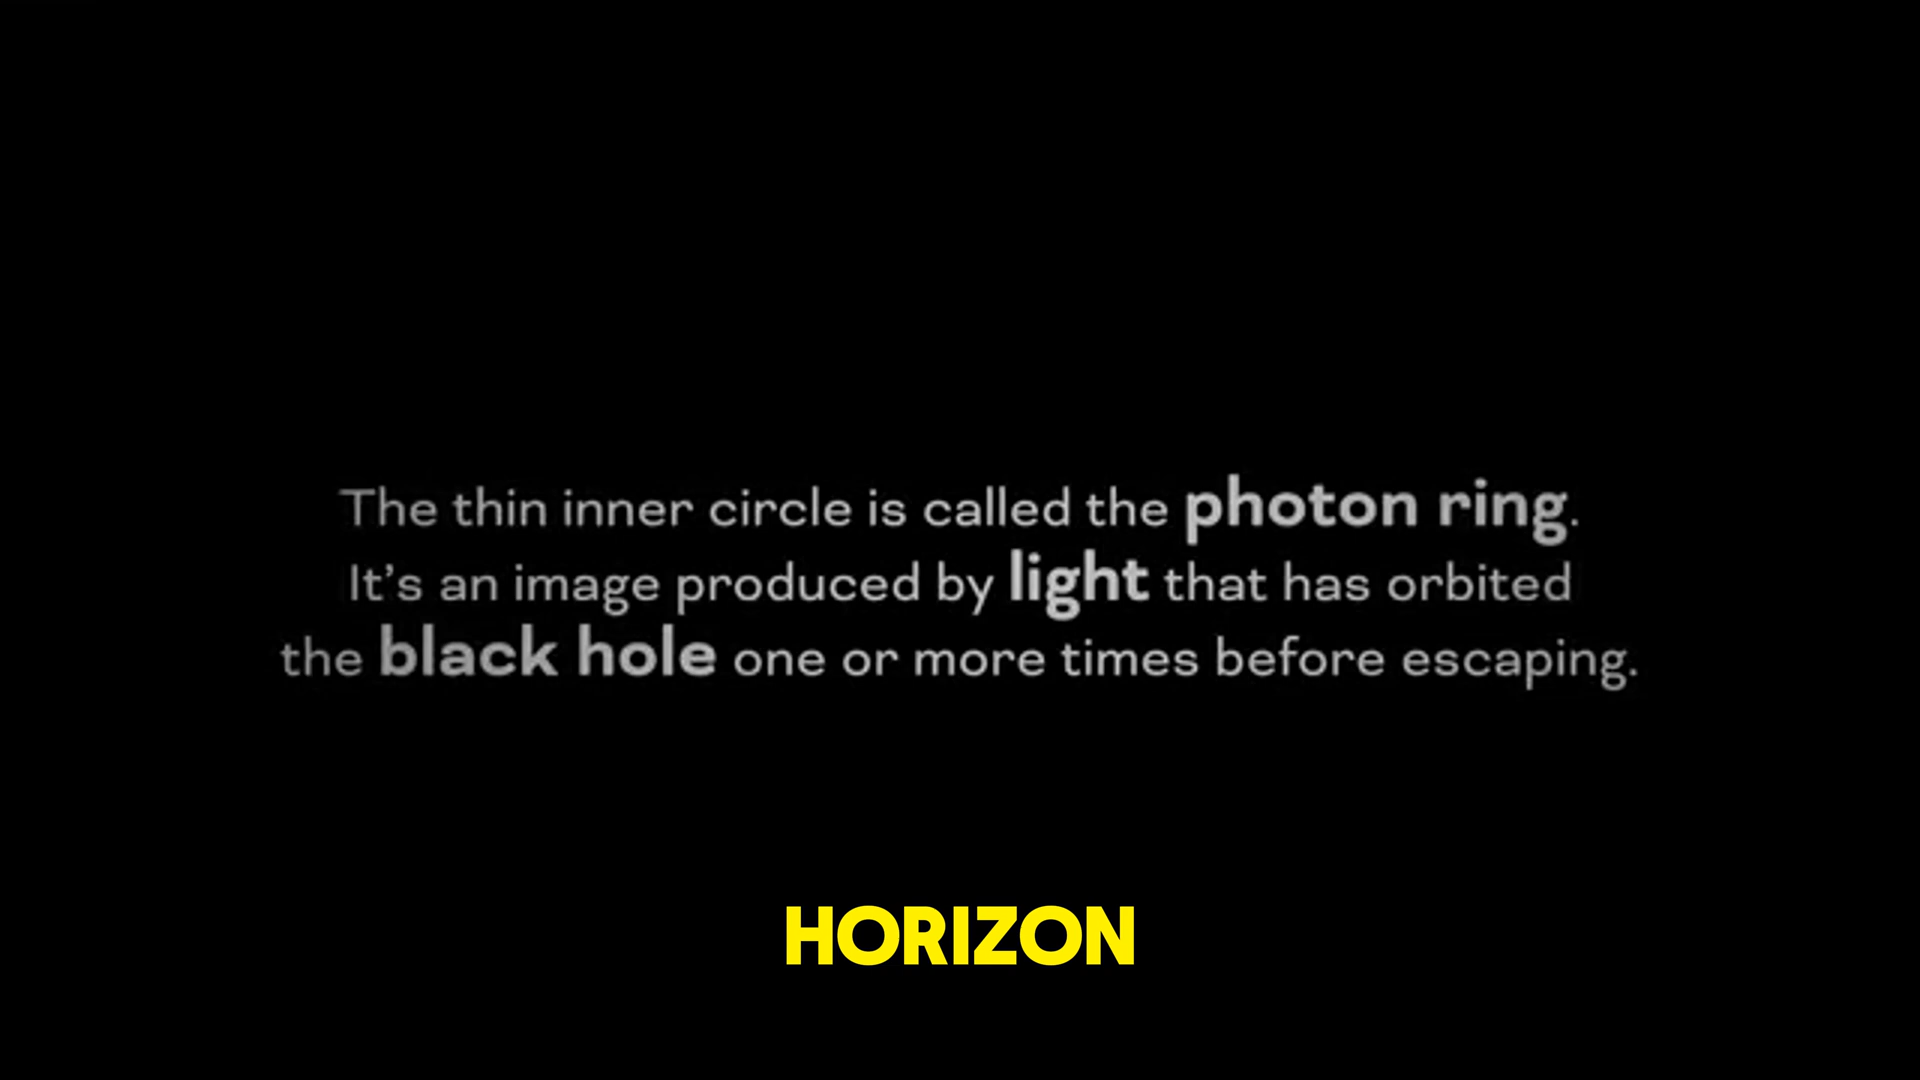 The thin inner circle is called the photon ring.
It’s an image produced by light that has orbited
the black hole one or more times before escaping.
HORIZON